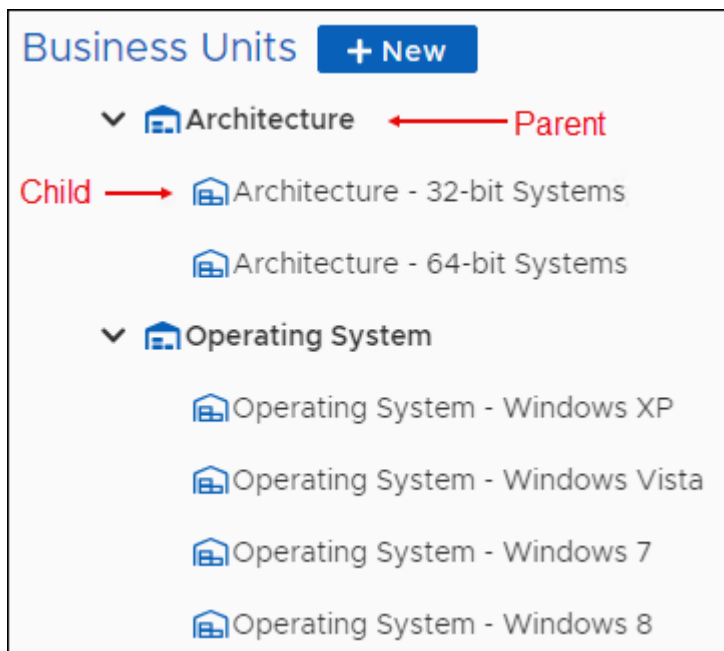 Business Units + New
Architecture Parent
Child Architecture - 32-bit Systems
Architecture - 64-bit Systems
Operating System
Operating System - Windows XP
Operating System - Windows Vista
Operating System - Windows 7
Operating System - Windows 8